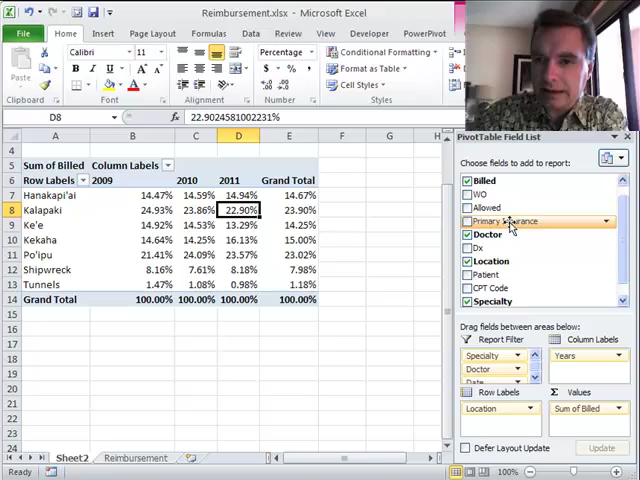 Reimbursement.xlsx - Microsoft Excel
File Home Insert Page Layout Formulas Data Review View Developer PowerPivot
Paste
Calibri 11
B I U
Percentage
$ % ,
Conditional Formatting
Format as Table
Cell Styles
Clipboard Font Alignment Number Styles
D8 fx 22.9024581002231%
A B C D E F G H
4
5 Sum of Billed Column Labels
6 Row Labels 2009 2010 2011 Grand Total
7 Hanakapi'ai 14.47% 14.59% 14.94% 14.67%
8 Kalapaki 24.93% 23.86% 22.90% 23.90%
9 Ke'e 14.92% 14.53% 13.29% 14.25%
10 Kekaha 14.64% 14.25% 16.13% 15.00%
11 Po'ipu 21.41% 24.09% 23.57% 23.02%
12 Shipwreck 8.16% 7.61% 8.18% 7.98%
13 Tunnels 1.47% 1.08% 0.98% 1.18%
14 Grand Total 100.00% 100.00% 100.00% 100.00%
15
16
17
18
19
20
21
22
23
24
PivotTable Field List
Choose fields to add to report:
Billed
WO
Allowed
Primary Insurance
Doctor
Dx
Location
Patient
CPT Code
Specialty
Drag fields between areas below:
Report Filter Column Labels
Specialty Years
Doctor
Date
Row Labels Σ Values
Location Sum of Billed
Defer Layout Update Update
Sheet2 Reimbursement
Ready 100%